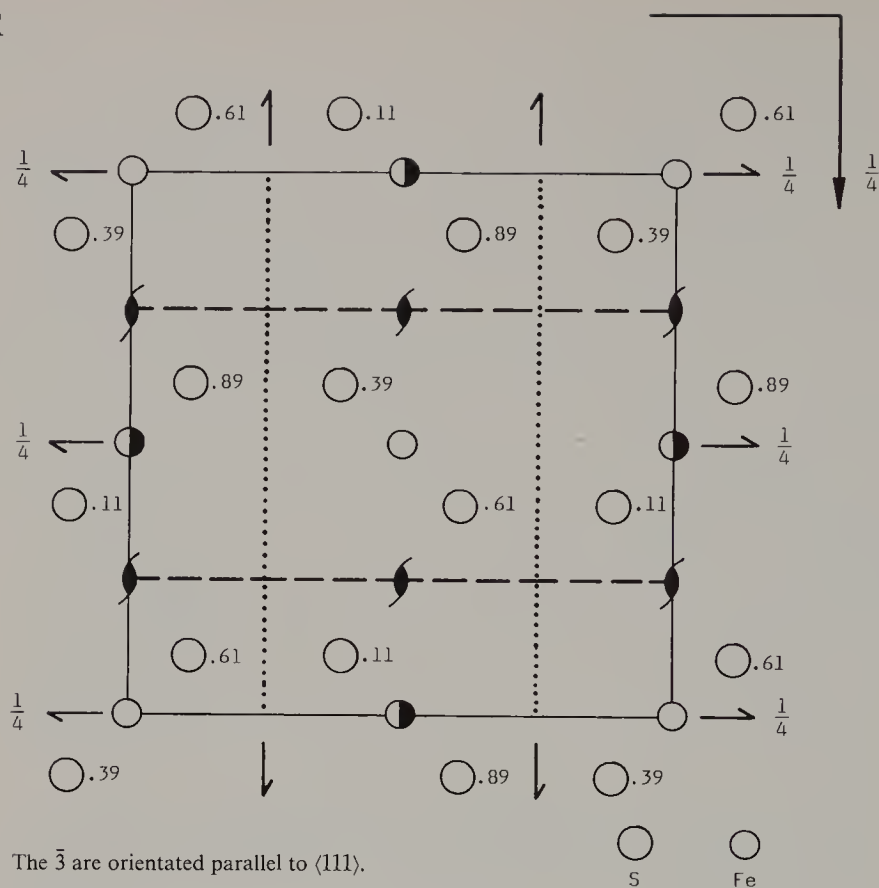 .61 .11 .61
1/4 1/4 1/4
.39 .89 .39
.89 .39 .89
1/4 1/4
.11 .61 .11
.61 .11 .61
1/4 1/4
.39 .89 .39
The 3̄ are orientated parallel to ⟨111⟩.
S Fe